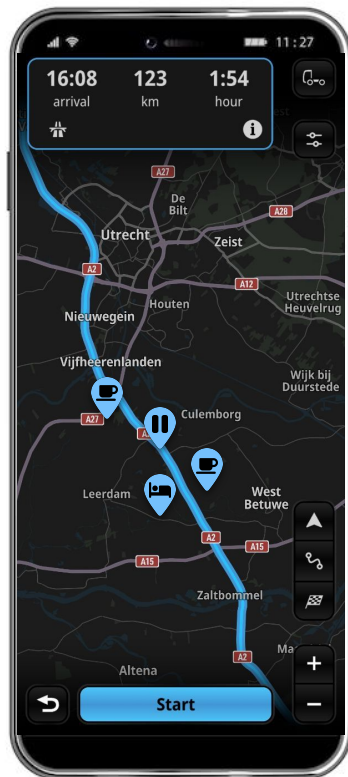 11:27
16:08 123 1:54
arrival km hour
A27
De
Bilt
A28
Utrecht
Zeist
A2
A12
Houten
Utrechtse
Heuvelrug
Nieuwegein
Vijfheerenlanden
Wijk bij
Duurstede
A27
Culemborg
Leerdam
West
Betuwe
A2
A15
A15
Zaltbommel
A2
Altena
Start